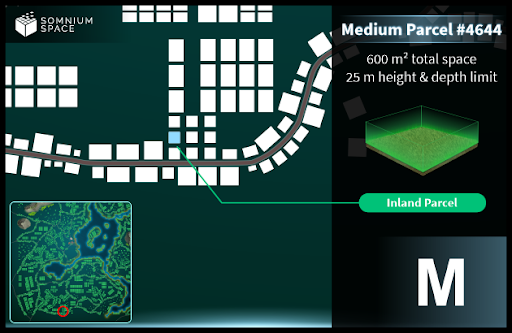 SOMNIUM
SPACE
Medium Parcel #4644
600 m² total space
25 m height & depth limit
Inland Parcel
M